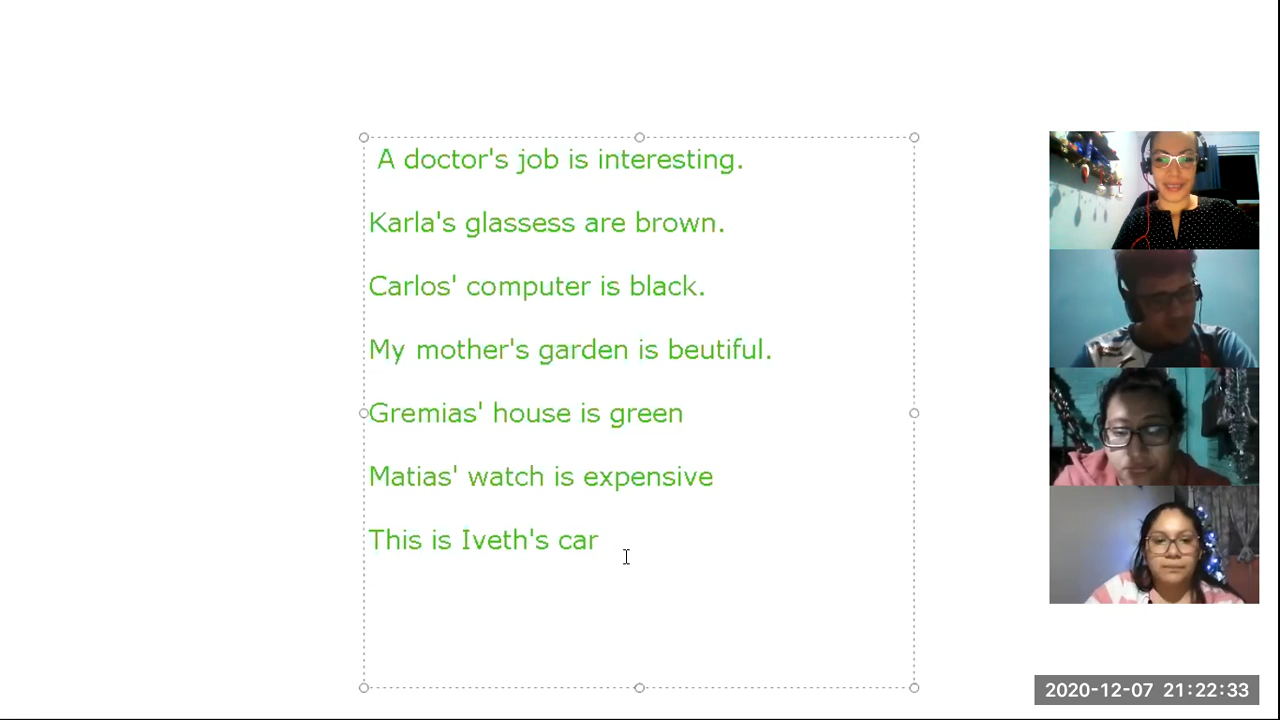 A doctor's job is interesting.
Karla's glassess are brown.
Carlos' computer is black.
My mother's garden is beutiful.
Gremias' house is green
Matias' watch is expensive
This is Iveth's car
2020-12-07 21:22:33